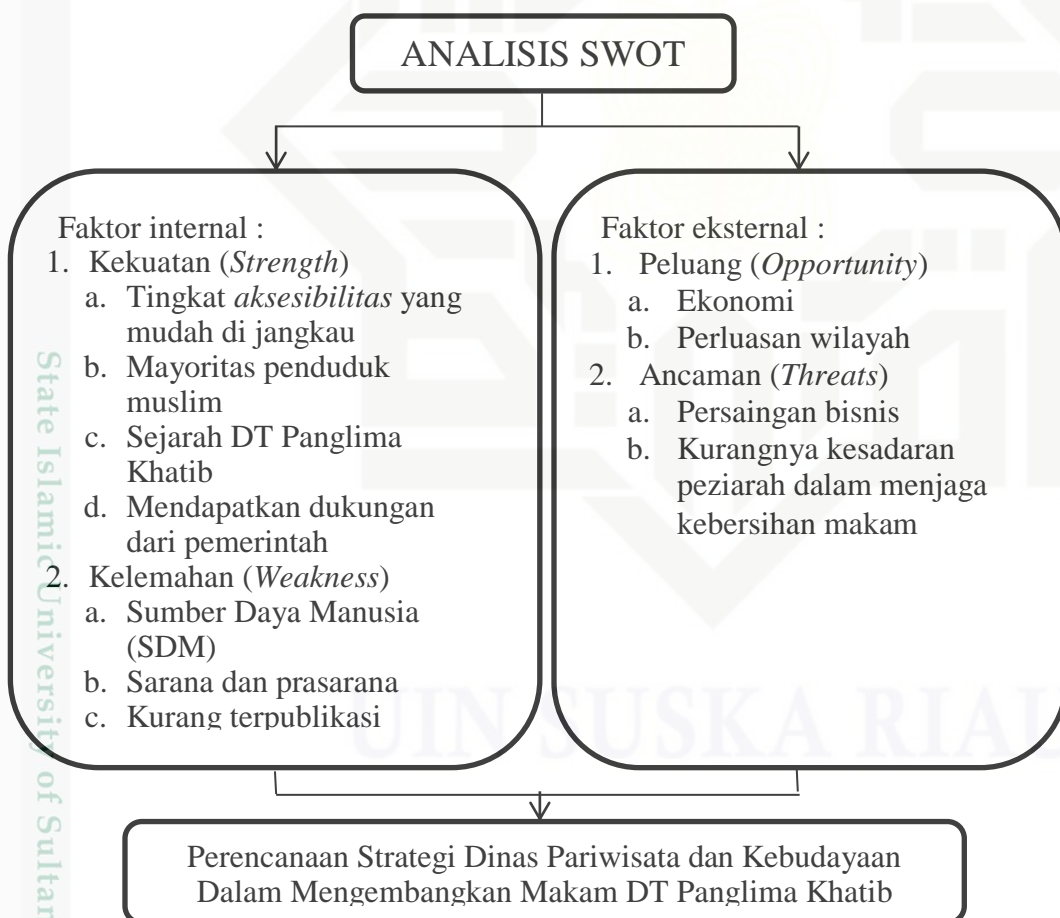 ANALISIS SWOT
Faktor internal :
1. Kekuatan (Strength)
a. Tingkat aksesibilitas yang
mudah di jangkau
b. Mayoritas penduduk
muslim
c. Sejarah DT Panglima
Khatib
d. Mendapatkan dukungan
dari pemerintah
2. Kelemahan (Weakness)
a. Sumber Daya Manusia
(SDM)
b. Sarana dan prasarana
c. Kurang terpublikasi
Faktor eksternal :
1. Peluang (Opportunity)
a. Ekonomi
b. Perluasan wilayah
2. Ancaman (Threats)
a. Persaingan bisnis
b. Kurangnya kesadaran
peziarah dalam menjaga
kebersihan makam
Perencanaan Strategi Dinas Pariwisata dan Kebudayaan
Dalam Mengembangkan Makam DT Panglima Khatib
State Islamic University of Sultan
UIN SUSKA RIAU